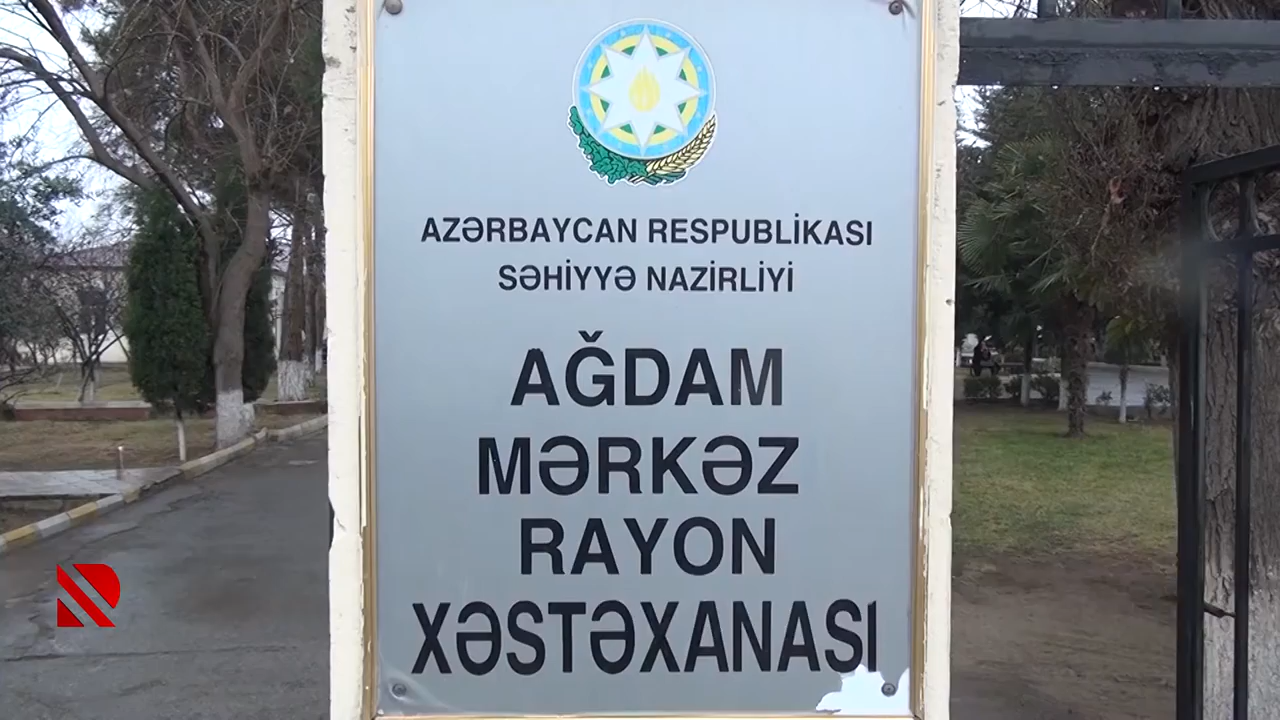 AZƏRBAYCAN RESPUBLİKASI
SƏHİYYƏ NAZİRLİYİ
AĞDAM
MƏRKƏZ
RAYON
XƏSTƏXANASI